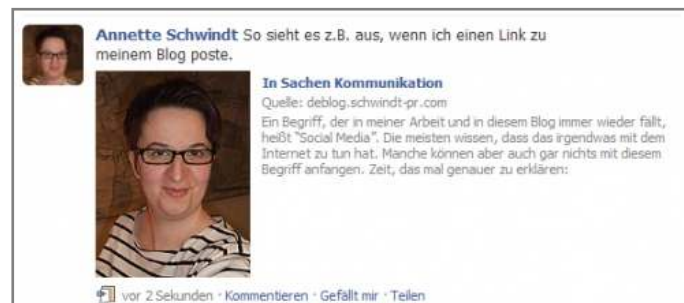 Annette Schwindt So sieht es z.B. aus, wenn ich einen Link zu
meinem Blog poste.
In Sachen Kommunikation
Quelle: deblog.schwindt-pr.com
Ein Begriff, der in meiner Arbeit und in diesem Blog immer wieder fällt,
heißt "Social Media". Die meisten wissen, dass das irgendwas mit dem
Internet zu tun hat. Manche können aber auch gar nichts mit diesem
Begriff anfangen. Zeit, das mal genauer zu erklären:
vor 2 Sekunden · Kommentieren · Gefällt mir · Teilen